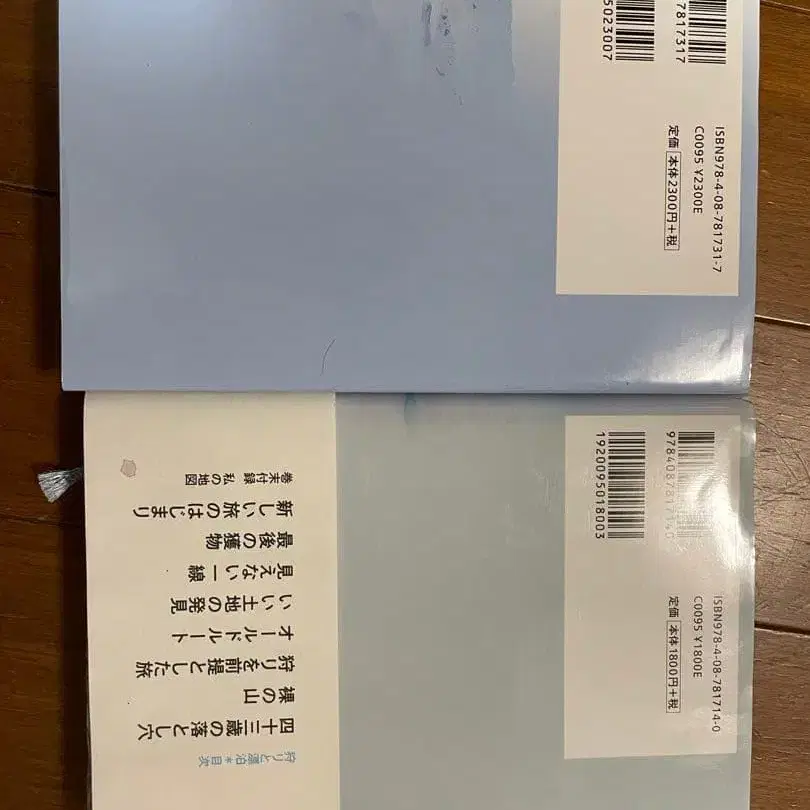 7817317
5023007
ISBN978-4-08-781731-7
C0095 ¥2300E
定価 本体2300円+税
9784087817140
1920095018003
ISBN978-4-08-781714-0
C0095 ¥1800E
定価 本体1800円+税
狩りと漂泊*目次
四十三歳の落とし穴
裸の山
狩りを前提とした旅
オールドルート
いい土地の発見
見えない一線
最後の獲物
新しい旅のはじまり
巻末付録 私の地図